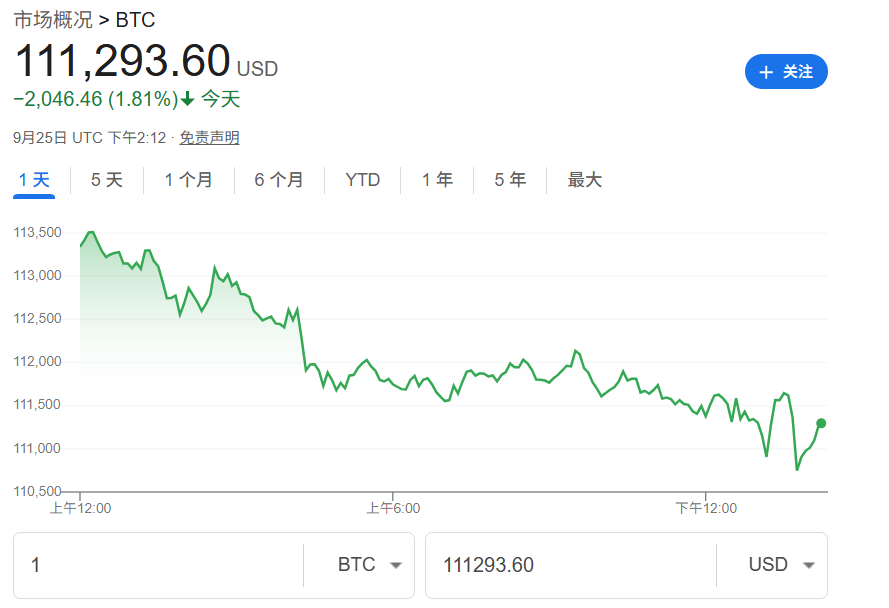 市场概况 > BTC
111,293.60 USD
+ 关注
−2,046.46 (1.81%)↓ 今天
9月25日 UTC 下午2:12 · 免责声明
1 天 5 天 1 个月 6 个月 YTD 1 年 5 年 最大
113,500
113,000
112,500
112,000
111,500
111,000
110,500
上午12:00 上午6:00 下午12:00
1 BTC 111293.60 USD